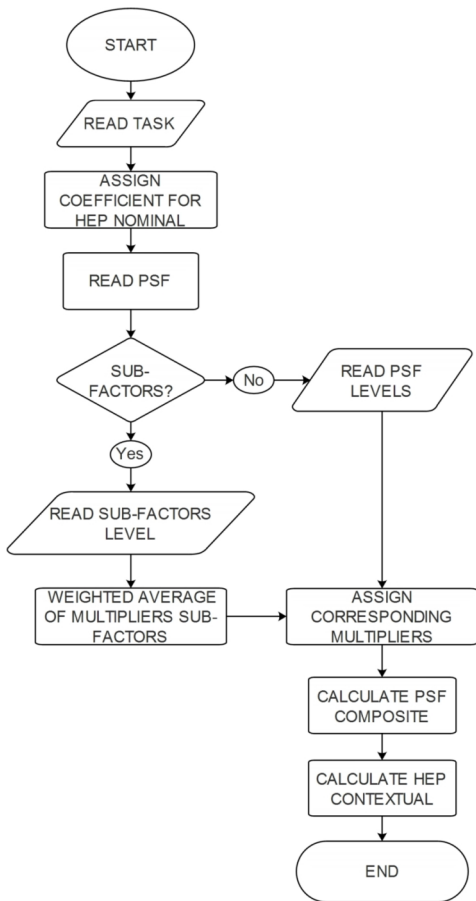 START
READ TASK
ASSIGN
COEFFICIENT FOR
HEP NOMINAL
READ PSF
SUB-
FACTORS?
No
READ PSF
LEVELS
Yes
READ SUB-FACTORS
LEVEL
WEIGHTED AVERAGE
OF MULTIPLIERS SUB-
FACTORS
ASSIGN
CORRESPONDING
MULTIPLIERS
CALCULATE PSF
COMPOSITE
CALCULATE HEP
CONTEXTUAL
END